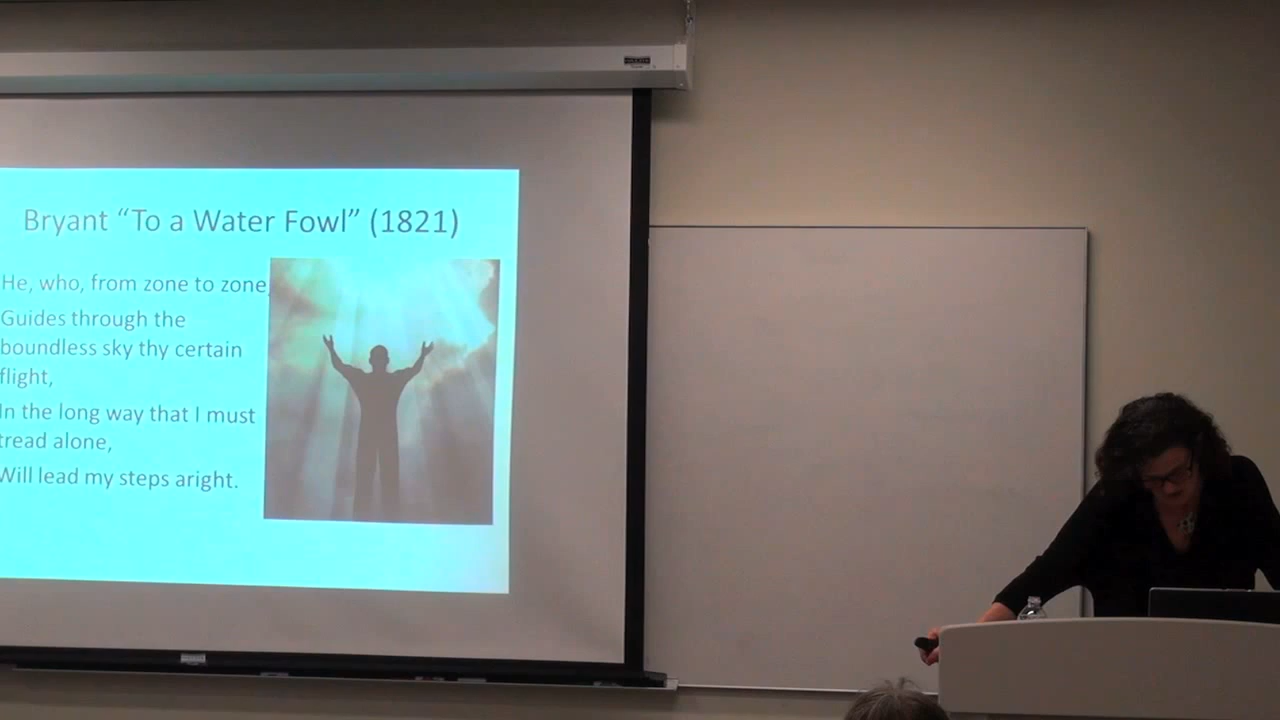 Bryant “To a Water Fowl” (1821)
He, who, from zone to zone,
Guides through the
boundless sky thy certain
flight,
In the long way that I must
tread alone,
Will lead my steps aright.